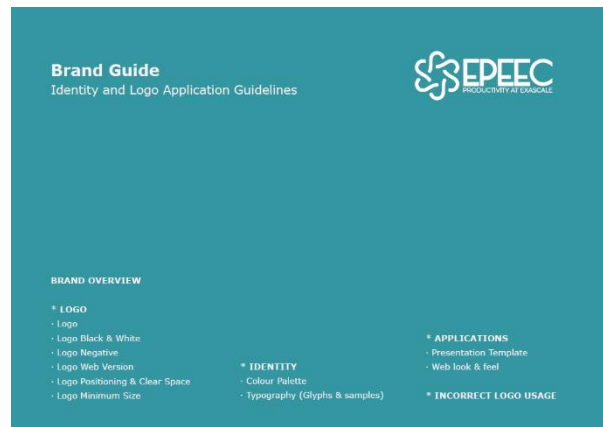 Brand Guide
Identity and Logo Application Guidelines
EPEEC
PRODUCTIVITY AT EXASCALE
BRAND OVERVIEW
* LOGO
· Logo
· Logo Black & White
· Logo Negative
· Logo Web Version
· Logo Positioning & Clear Space
· Logo Minimum Size
* IDENTITY
· Colour Palette
· Typography (Glyphs & samples)
* APPLICATIONS
· Presentation Template
· Web look & feel
* INCORRECT LOGO USAGE